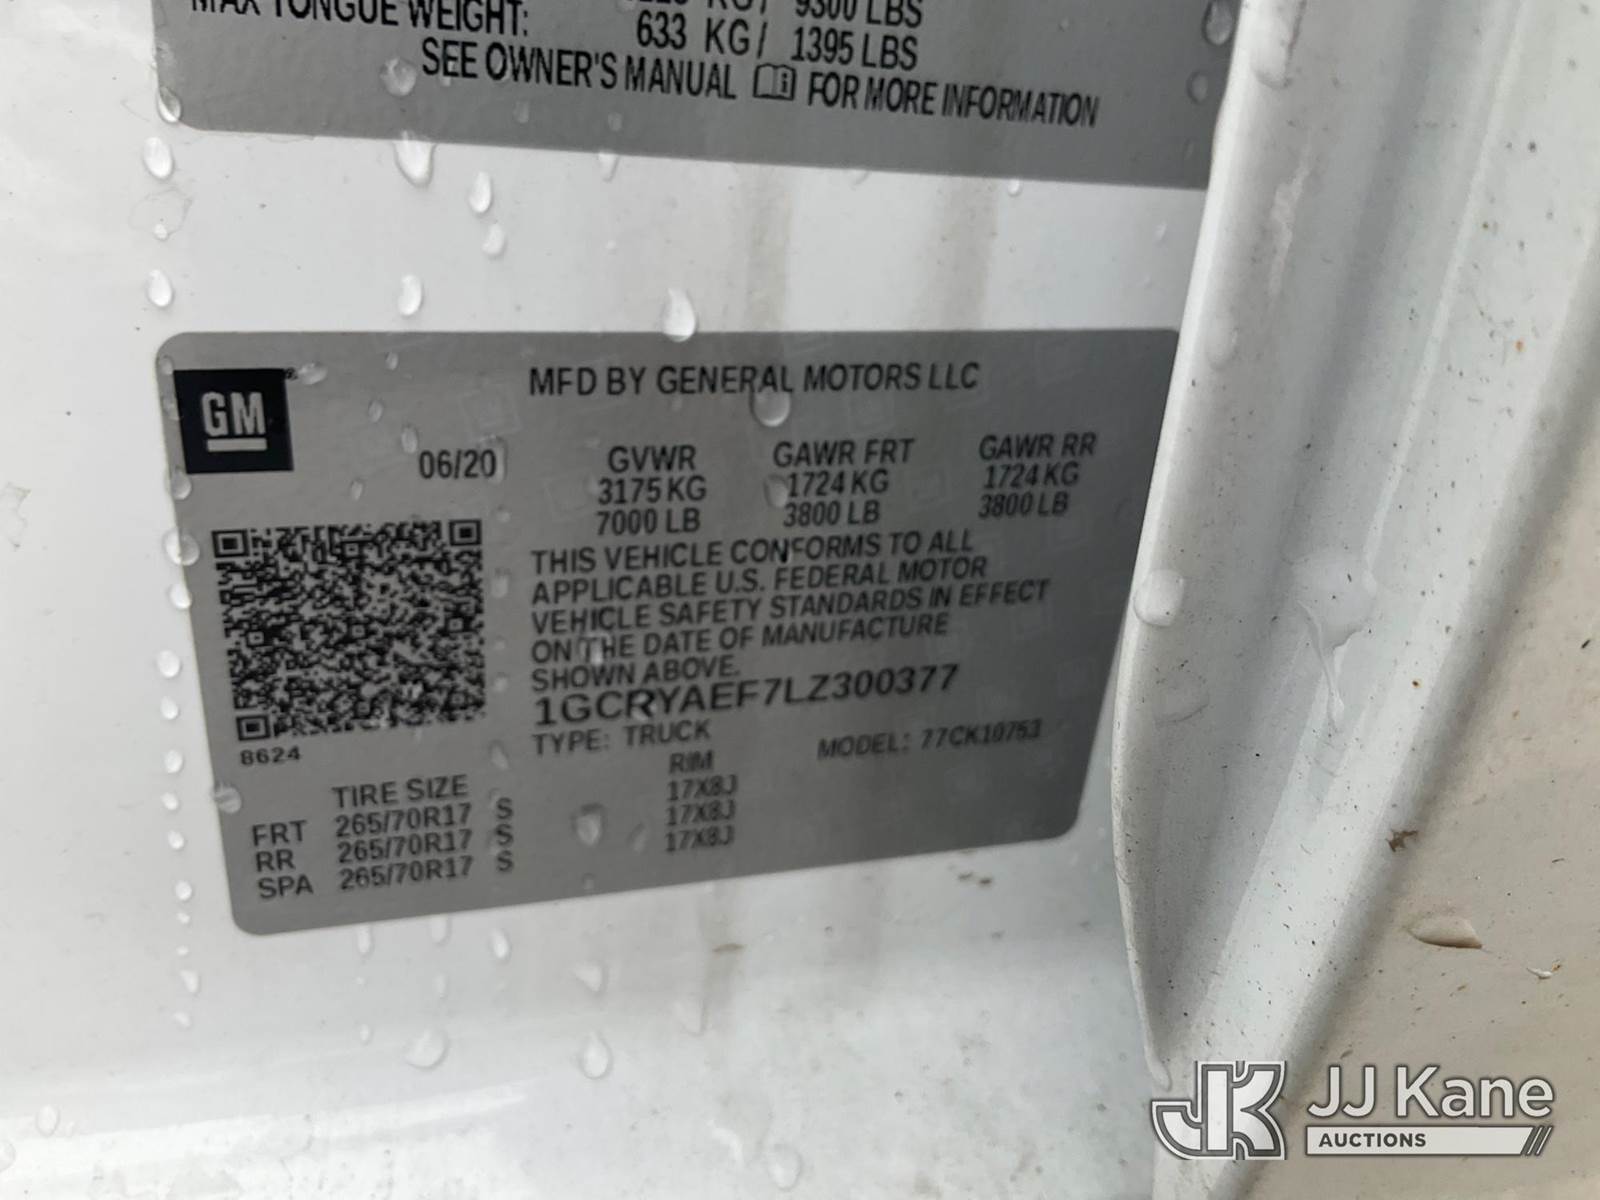 MAX TONGUE WEIGHT: 633 KG/ 1395 LBS
9300 LBS
SEE OWNER'S MANUAL FOR MORE INFORMATION
GM
MFD BY GENERAL MOTORS LLC
06/20
GVWR GAWR FRT GAWR RR
3175 KG 1724 KG 1724 KG
7000 LB 3800 LB 3800 LB
THIS VEHICLE CONFORMS TO ALL
APPLICABLE U.S. FEDERAL MOTOR
VEHICLE SAFETY STANDARDS IN EFFECT
ON THE DATE OF MANUFACTURE
SHOWN ABOVE.
1GCRYAEF7LZ300377
TYPE: TRUCK MODEL: 77CK10753
8624
TIRE SIZE RIM
FRT 265/70R17 S 17X8J
RR 265/70R17 S 17X8J
SPA 265/70R17 S 17X8J
JK JJ Kane
AUCTIONS